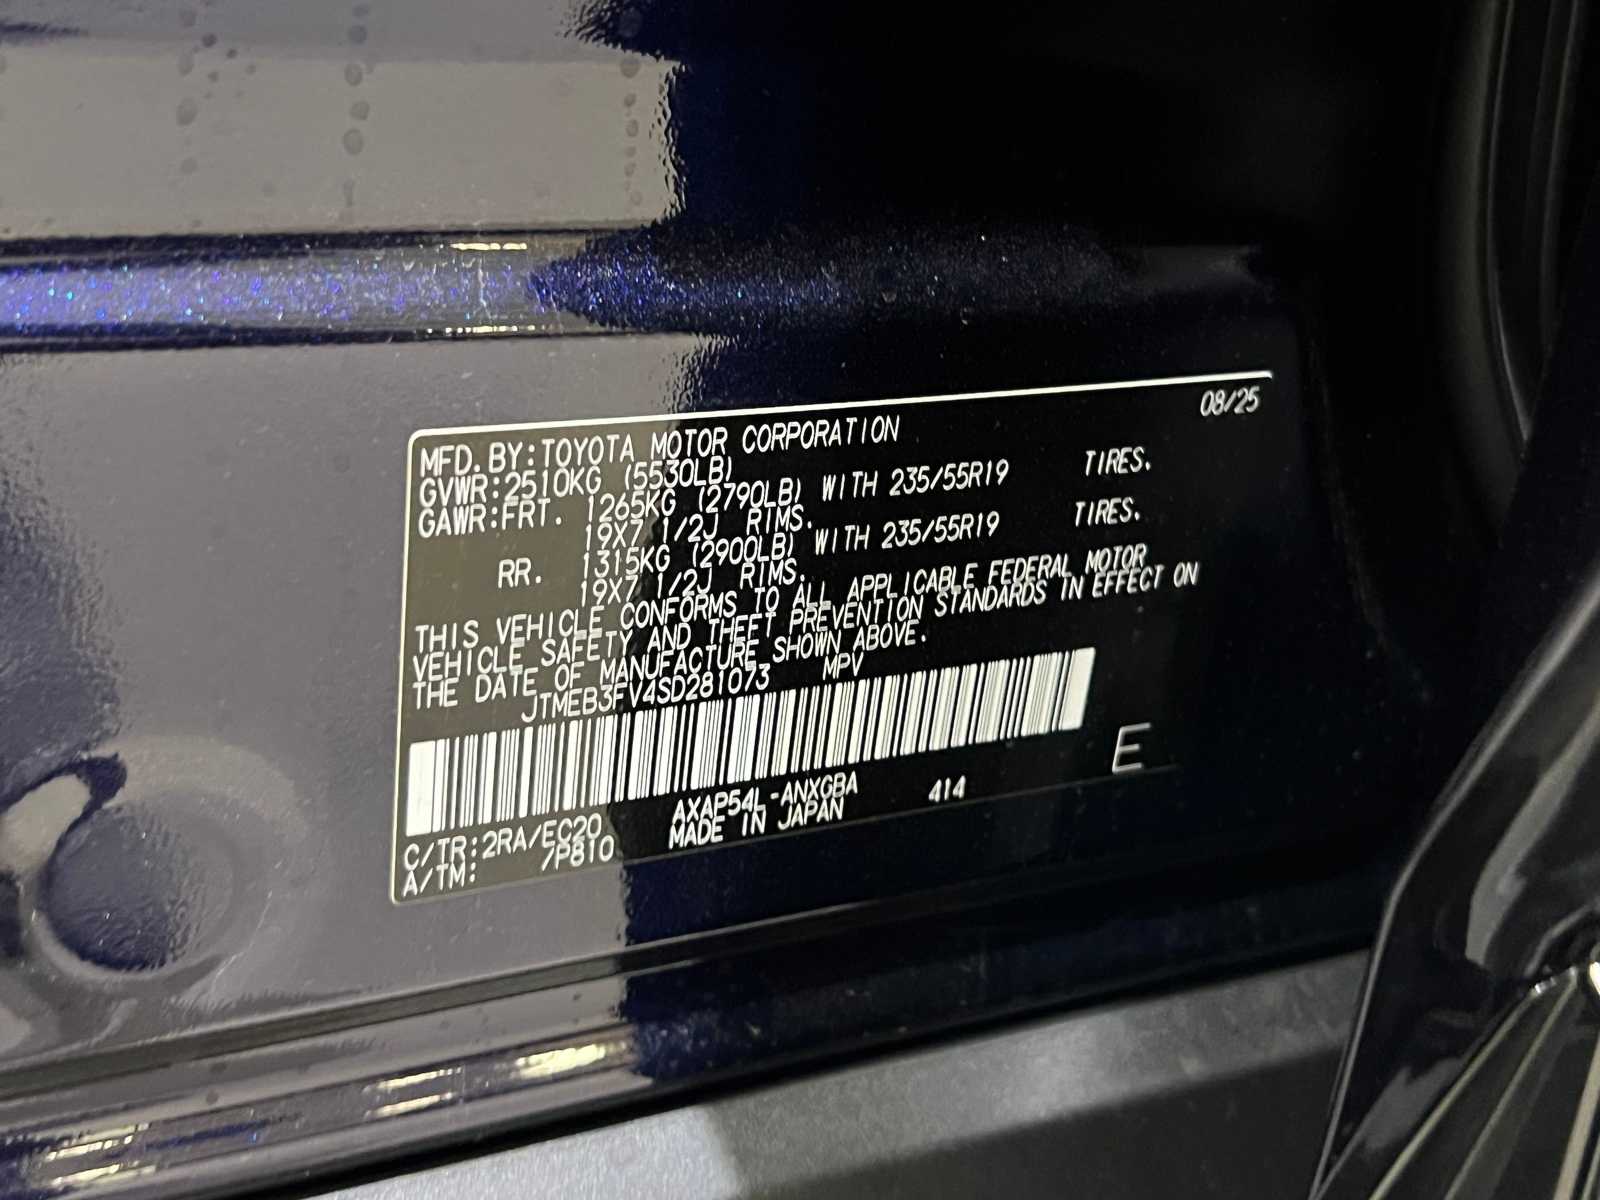 08/25
MFD. BY:TOYOTA MOTOR CORPORATION
GVWR:2510KG (5530LB)
GAWR:FRT. 1265KG (2790LB) WITH 235/55R19 TIRES.
19X7 1/2J RIMS.
RR. 1315KG (2900LB) WITH 235/55R19 TIRES.
19X7 1/2J RIMS.
THIS VEHICLE CONFORMS TO ALL APPLICABLE FEDERAL MOTOR
VEHICLE SAFETY AND THEFT PREVENTION STANDARDS IN EFFECT ON
THE DATE OF MANUFACTURE SHOWN ABOVE.
JTMEB3FV4SD281073 MPV
E
C/TR:2RA/EC20 AXAP54L-ANXGBA 414
A/TM: /P810 MADE IN JAPAN